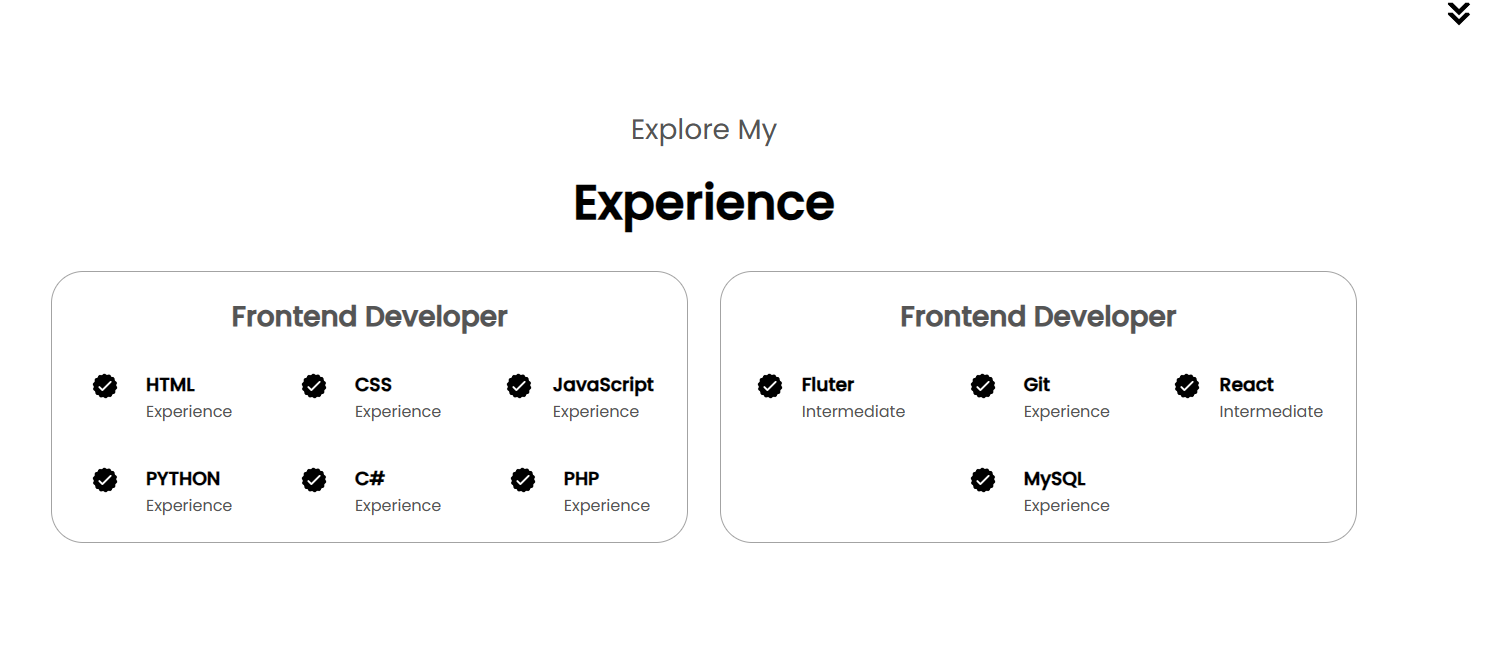 Explore My
Experience
Frontend Developer
HTML
Experience
CSS
Experience
JavaScript
Experience
PYTHON
Experience
C#
Experience
PHP
Experience
Frontend Developer
Fluter
Intermediate
Git
Experience
React
Intermediate
MySQL
Experience